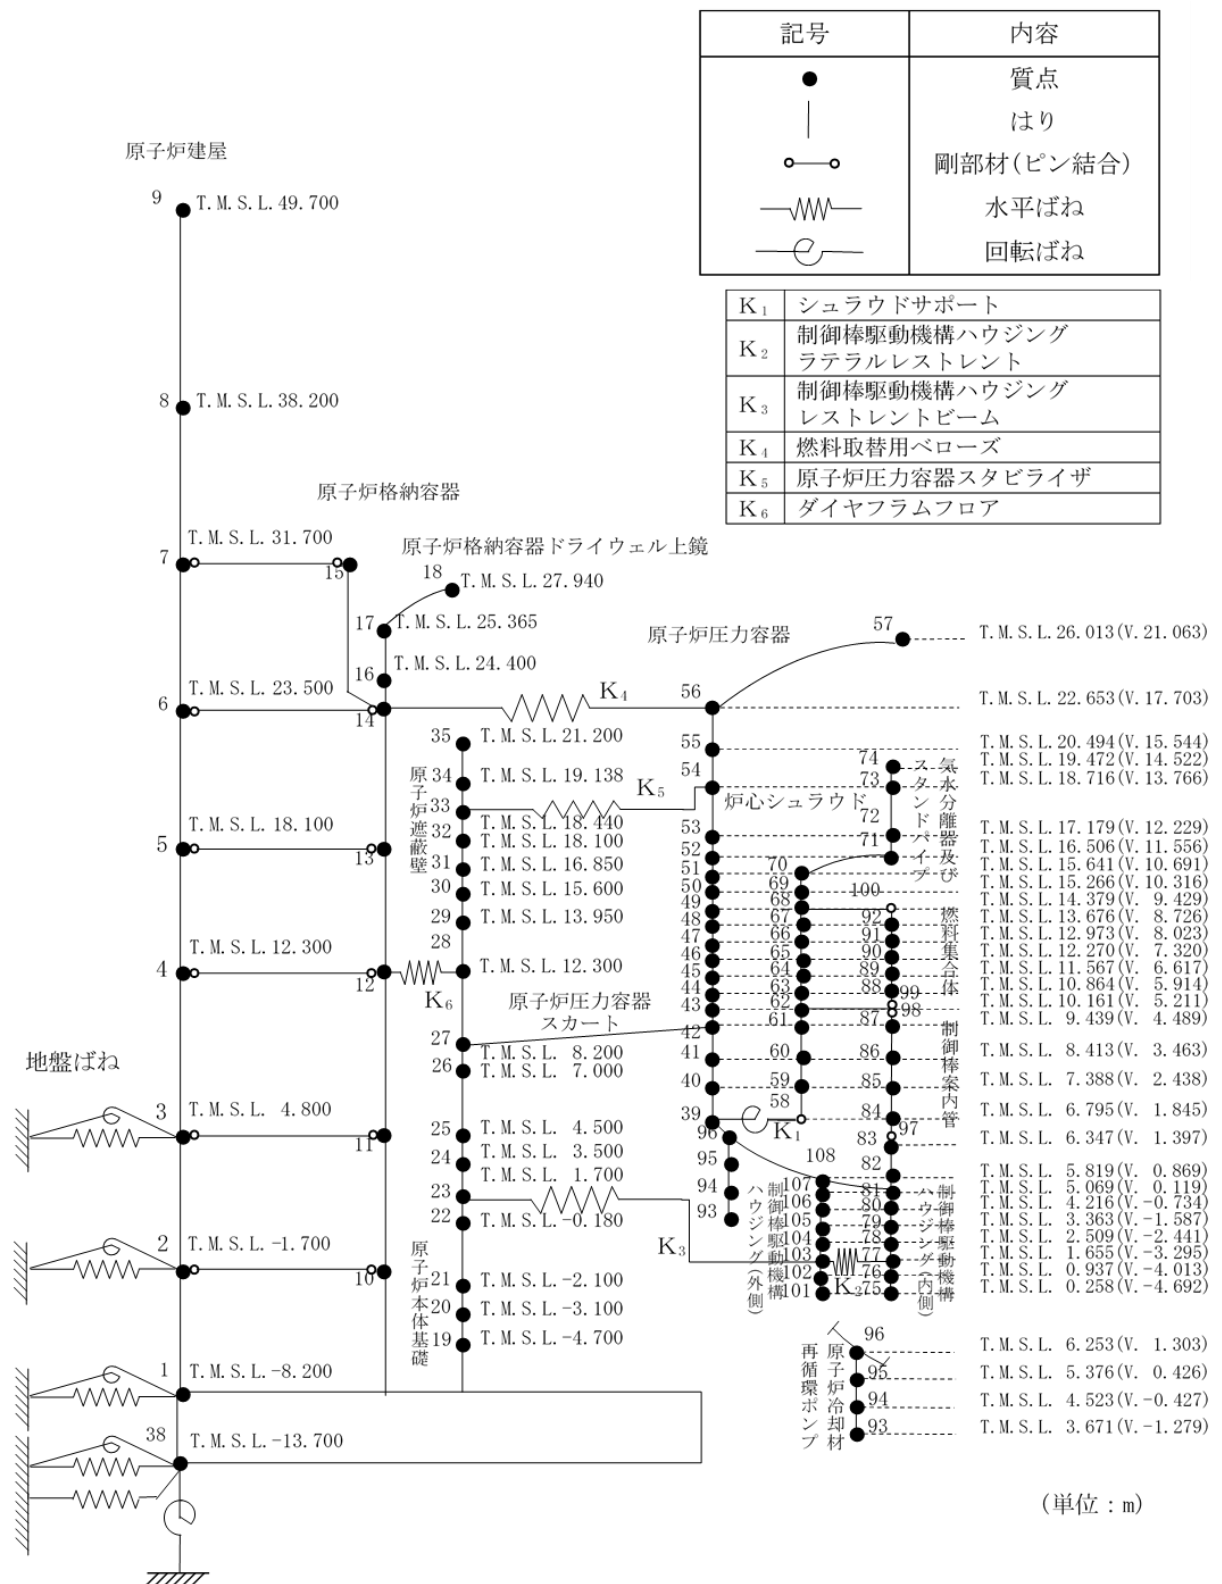 記号 内容
質点
はり
剛部材(ピン結合)
水平ばね
回転ばね
K₁ シュラウドサポート
K₂ 制御棒駆動機構ハウジング
ラテラルレストレント
K₃ 制御棒駆動機構ハウジング
レストレントビーム
K₄ 燃料取替用ベローズ
K₅ 原子炉圧力容器スタビライザ
K₆ ダイヤフラムフロア
原子炉建屋
9 T.M.S.L.49.700
8 T.M.S.L.38.200
7 T.M.S.L.31.700
6 T.M.S.L.23.500
5 T.M.S.L.18.100
4 T.M.S.L.12.300
地盤ばね
3 T.M.S.L. 4.800
2 T.M.S.L.-1.700
1 T.M.S.L.-8.200
38 T.M.S.L.-13.700
原子炉格納容器
15
原子炉格納容器ドライウェル上鏡
18 T.M.S.L.27.940
17 T.M.S.L.25.365
16 T.M.S.L.24.400
14
13
12
11
10
K₄
K₅
K₆
K₃
K₁
K₂
原子炉遮蔽壁
35 T.M.S.L.21.200
34 T.M.S.L.19.138
33 T.M.S.L.18.440
32 T.M.S.L.18.100
31 T.M.S.L.16.850
30 T.M.S.L.15.600
29 T.M.S.L.13.950
28 T.M.S.L.12.300
原子炉圧力容器
スカート
27 T.M.S.L. 8.200
26 T.M.S.L. 7.000
25 T.M.S.L. 4.500
24 T.M.S.L. 3.500
23 T.M.S.L. 1.700
22 T.M.S.L.-0.180
原子炉本体基礎
21 T.M.S.L.-2.100
20 T.M.S.L.-3.100
19 T.M.S.L.-4.700
原子炉圧力容器
57
56
55
54
53
52
51
50
49
48
47
46
45
44
43
42
41
40
39
炉心シュラウド
70
69
68
67
66
65
64
63
62
61
60
59
58
気水分離器及び
スタンドパイプ
74
73
72
71
100
燃料集合体
92
91
90
89
88
99
98
制御棒案内管
87
86
85
84
97
83
82
96
95
94
93
制御棒駆動機構
ハウジング(外側)
108
107
106
105
104
103
102
101
制御棒駆動機構
ハウジング(内側)
81
80
79
78
77
76
75
原子炉冷却材
再循環ポンプ
96
95
94
93
T.M.S.L.26.013(V.21.063)
T.M.S.L.22.653(V.17.703)
T.M.S.L.20.494(V.15.544)
T.M.S.L.19.472(V.14.522)
T.M.S.L.18.716(V.13.766)
T.M.S.L.17.179(V.12.229)
T.M.S.L.16.506(V.11.556)
T.M.S.L.15.641(V.10.691)
T.M.S.L.15.266(V.10.316)
T.M.S.L.14.379(V. 9.429)
T.M.S.L.13.676(V. 8.726)
T.M.S.L.12.973(V. 8.023)
T.M.S.L.12.270(V. 7.320)
T.M.S.L.11.567(V. 6.617)
T.M.S.L.10.864(V. 5.914)
T.M.S.L.10.161(V. 5.211)
T.M.S.L. 9.439(V. 4.489)
T.M.S.L. 8.413(V. 3.463)
T.M.S.L. 7.388(V. 2.438)
T.M.S.L. 6.795(V. 1.845)
T.M.S.L. 6.347(V. 1.397)
T.M.S.L. 5.819(V. 0.869)
T.M.S.L. 5.069(V. 0.119)
T.M.S.L. 4.216(V.-0.734)
T.M.S.L. 3.363(V.-1.587)
T.M.S.L. 2.509(V.-2.441)
T.M.S.L. 1.655(V.-3.295)
T.M.S.L. 0.937(V.-4.013)
T.M.S.L. 0.258(V.-4.692)
T.M.S.L. 6.253(V. 1.303)
T.M.S.L. 5.376(V. 0.426)
T.M.S.L. 4.523(V.-0.427)
T.M.S.L. 3.671(V.-1.279)
(単位：m)